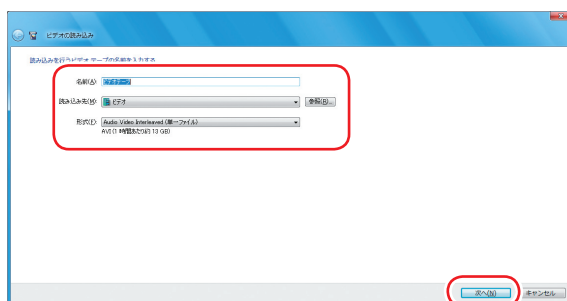 ビデオの読み込み
読み込みを行うビデオ テープの名前を入力する
名前(A): ビデオテープ
読み込み先(M): ビデオ 参照(R)...
形式(F): Audio Video Interleaved (単一ファイル)
AVI (1 時間あたり約 13 GB)
次へ(N) キャンセル